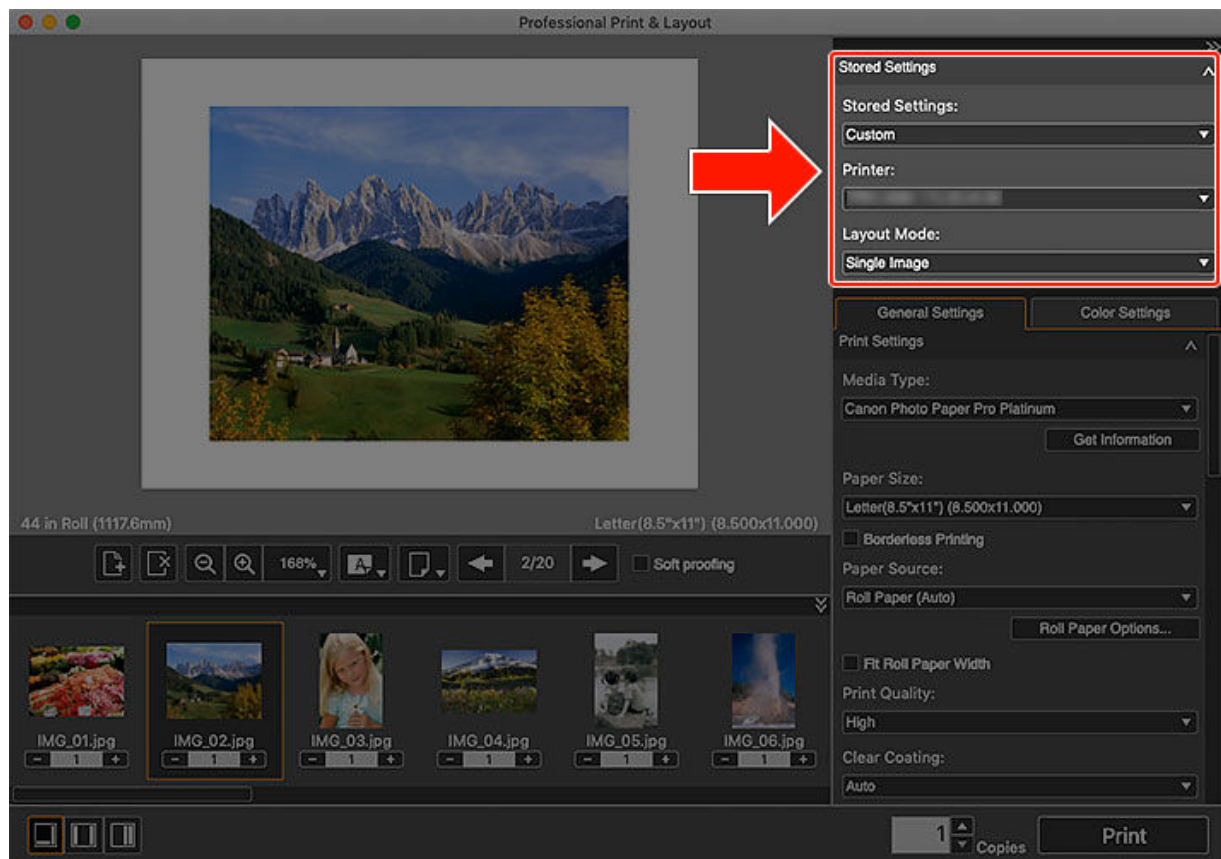 Professional Print & Layout
Stored Settings
Stored Settings:
Custom
Printer:
Layout Mode:
Single Image
General Settings
Color Settings
Print Settings
Media Type:
Canon Photo Paper Pro Platinum
Get Information
Paper Size:
Letter(8.5"x11") (8.500x11.000)
Borderless Printing
Paper Source:
Roll Paper (Auto)
Roll Paper Options...
Fit Roll Paper Width
Print Quality:
High
Clear Coating:
Auto
44 in Roll (1117.6mm)
Letter(8.5"x11") (8.500x11.000)
168%
A
2/20
Soft proofing
IMG_01.jpg
IMG_02.jpg
IMG_03.jpg
IMG_04.jpg
IMG_05.jpg
IMG_06.jpg
- 1 +
- 1 +
- 1 +
- 1 +
- 1 +
- 1 +
1
Copies
Print